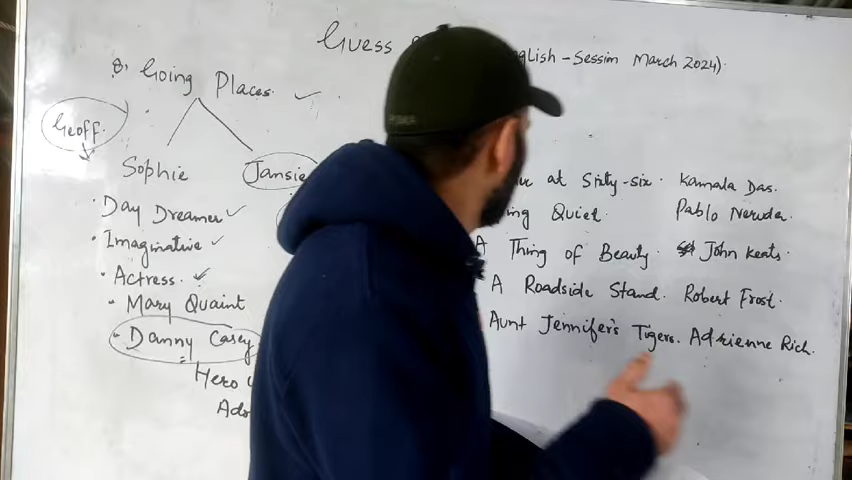 Guess
English - Sessim March 2024).
8. Going Places.
Geoff.
Sophie
Jansie
Day Dreamer
Imaginative
Actress.
Mary Quaint
Danny Casey
Hero
at Sixty-six. Kamala Das.
Quiet. Pablo Neruda.
A Thing of Beauty. John Keats.
A Roadside Stand. Robert Frost.
Aunt Jennifer's Tigers. Adrienne Rich.